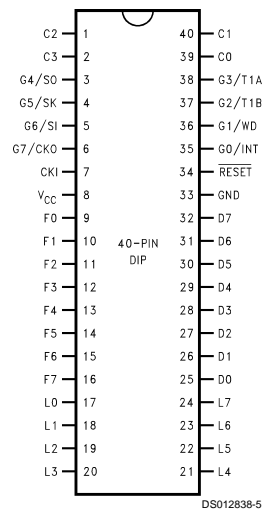 C2 1 40 C1
C3 2 39 C0
G4/SO 3 38 G3/T1A
G5/SK 4 37 G2/T1B
G6/SI 5 36 G1/WD
G7/CKO 6 35 G0/INT
CKI 7 34 RESET
VCC 8 33 GND
F0 9 32 D7
F1 10 31 D6
F2 11 30 D5
F3 12 29 D4
F4 13 28 D3
F5 14 27 D2
F6 15 26 D1
F7 16 25 D0
L0 17 24 L7
L1 18 23 L6
L2 19 22 L5
L3 20 21 L4
40-PIN
DIP
DS012838-5